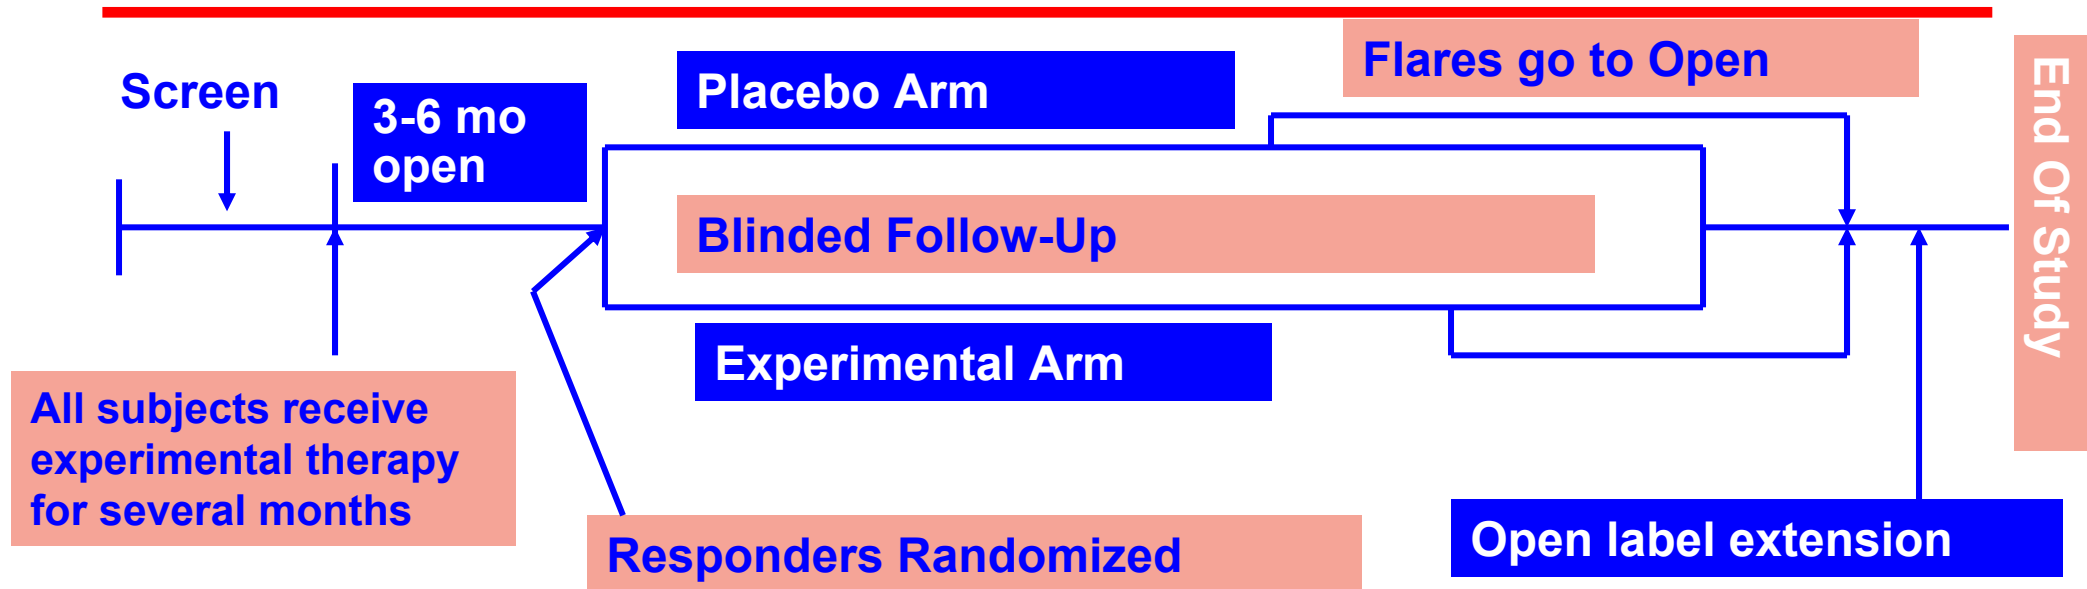 Screen
3-6 mo
open
Placebo Arm
Flares go to Open
End Of Study
Blinded Follow-Up
Experimental Arm
All subjects receive
experimental therapy
for several months
Responders Randomized
Open label extension